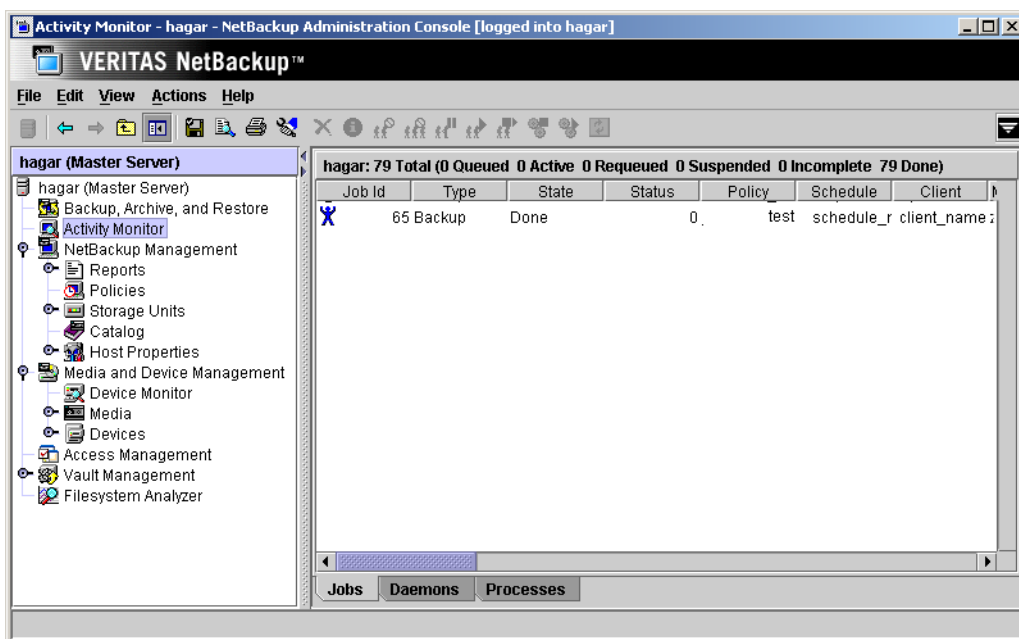 Activity Monitor - hagar - NetBackup Administration Console [logged into hagar]
VERITAS NetBackup™
File Edit View Actions Help
hagar (Master Server)
hagar (Master Server)
Backup, Archive, and Restore
Activity Monitor
NetBackup Management
Reports
Policies
Storage Units
Catalog
Host Properties
Media and Device Management
Device Monitor
Media
Devices
Access Management
Vault Management
Filesystem Analyzer
hagar: 79 Total (0 Queued 0 Active 0 Requeued 0 Suspended 0 Incomplete 79 Done)
Job Id Type State Status Policy Schedule Client
65 Backup Done 0 test schedule_r client_name
Jobs Daemons Processes